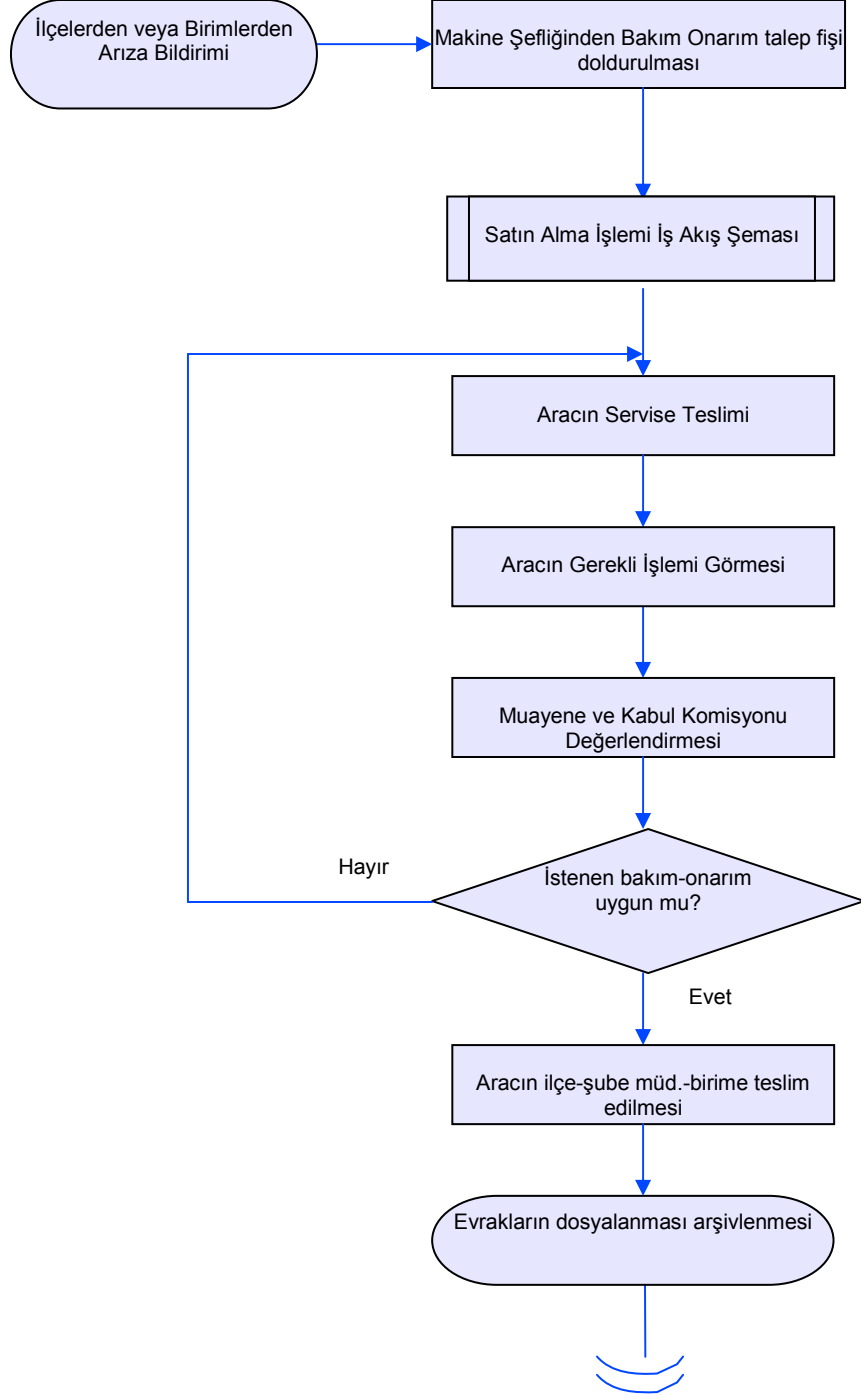 İlçelerden veya Birimlerden
Arıza Bildirimi
Makine Şefliğinden Bakım Onarım talep fişi
doldurulması
Satın Alma İşlemi İş Akış Şeması
Aracın Servise Teslimi
Aracın Gerekli İşlemi Görmesi
Muayene ve Kabul Komisyonu
Değerlendirmesi
Hayır
İstenen bakım-onarım
uygun mu?
Evet
Aracın ilçe-şube müd.-birime teslim
edilmesi
Evrakların dosyalanması arşivlenmesi